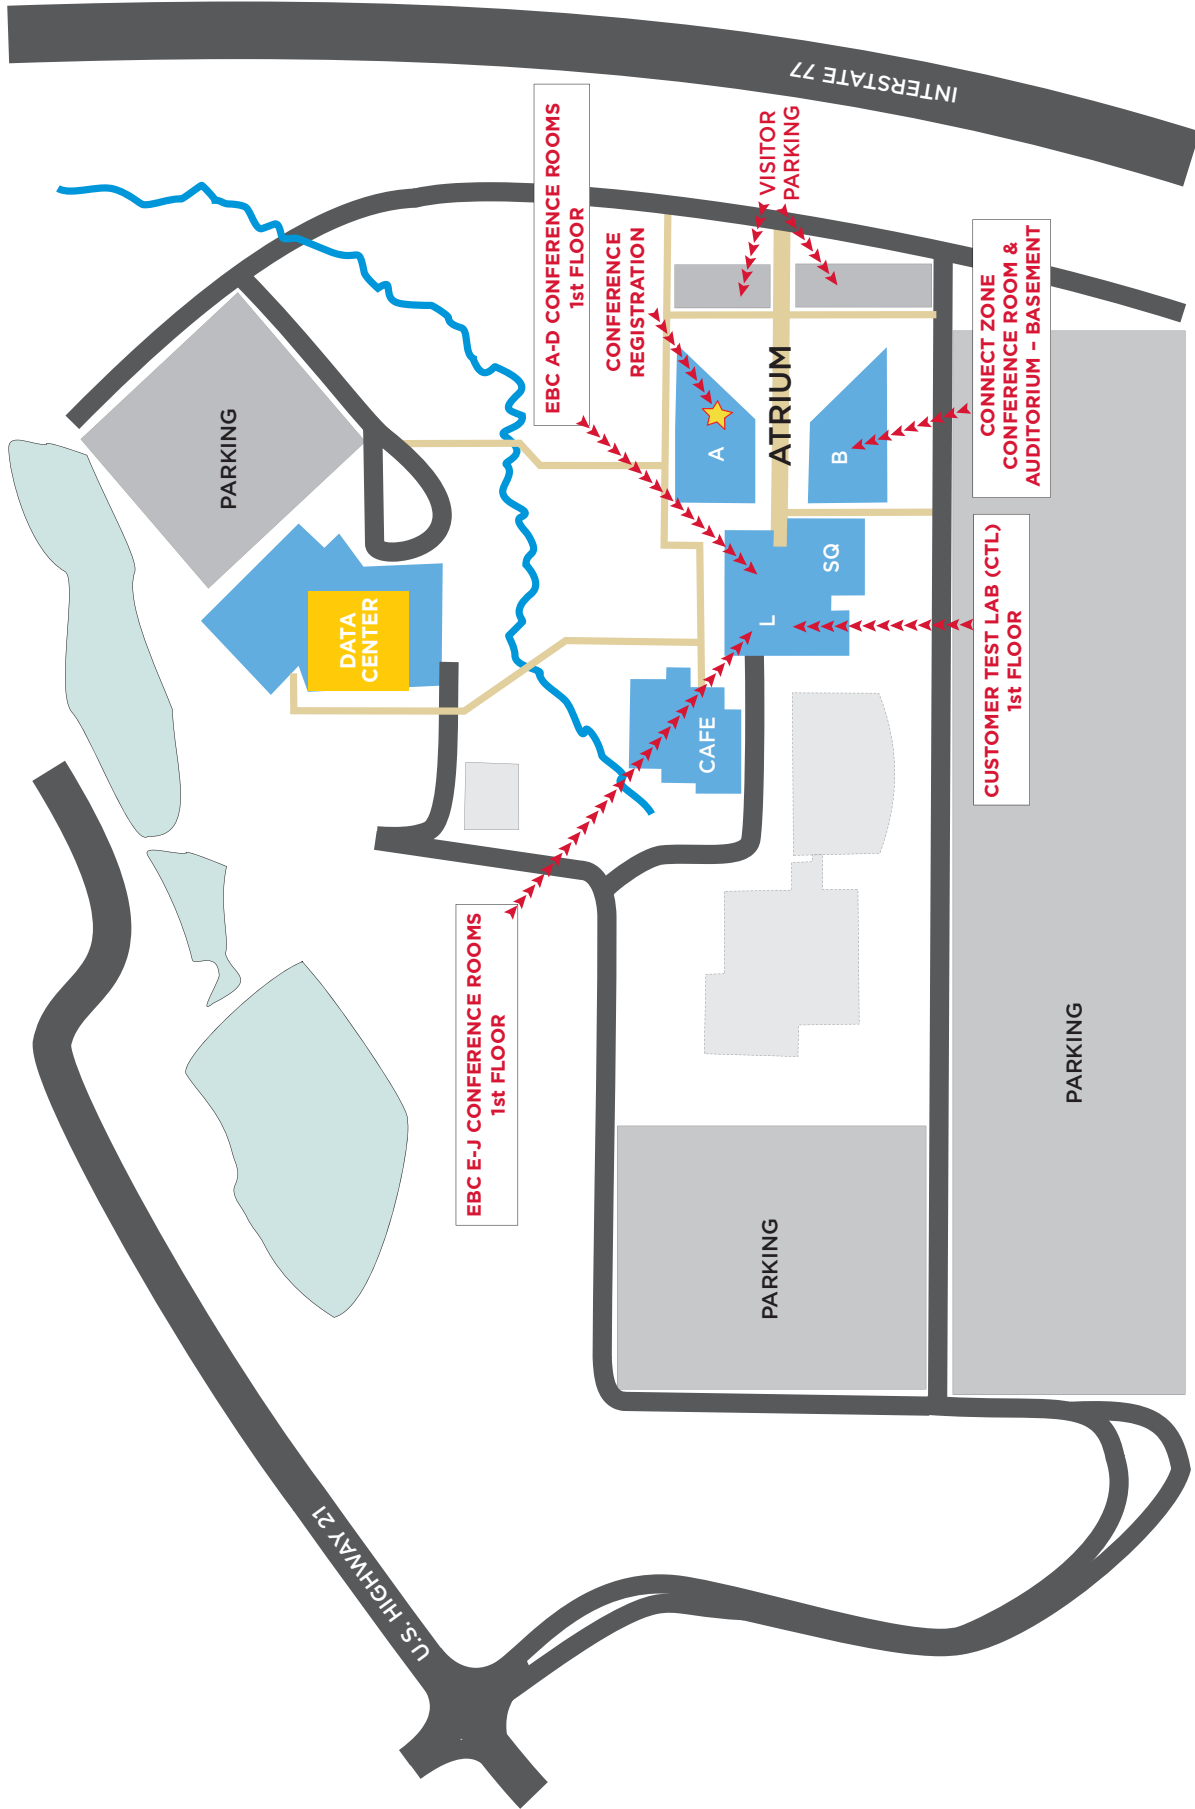 INTERSTATE 77
VISITOR
PARKING
EBC A-D CONFERENCE ROOMS
1st FLOOR
CONFERENCE
REGISTRATION
CONNECT ZONE
CONFERENCE ROOM &
AUDITORIUM – BASEMENT
ATRIUM
A
B
PARKING
SQ
L
DATA
CENTER
CUSTOMER TEST LAB (CTL)
1st FLOOR
CAFE
EBC E-J CONFERENCE ROOMS
1st FLOOR
PARKING
PARKING
U.S. HIGHWAY 21